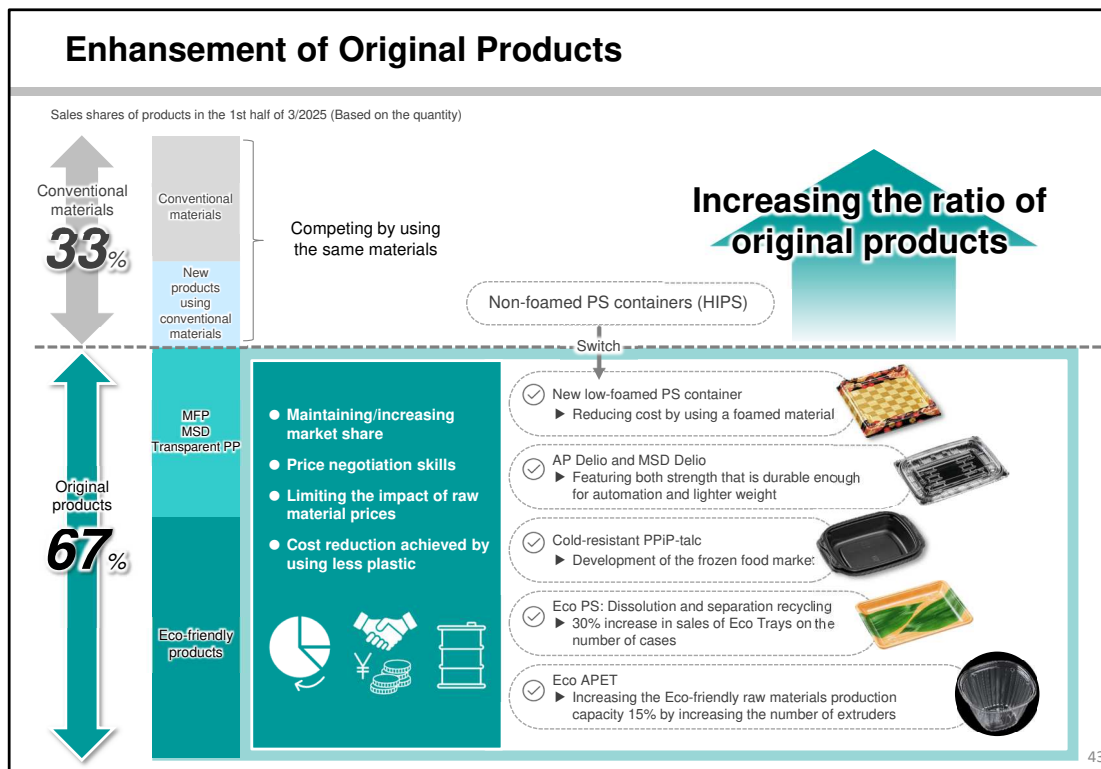 Enhansement of Original Products
Sales shares of products in the 1st half of 3/2025 (Based on the quantity)
Conventional
materials
33%
Conventional
materials
New
products
using
conventional
materials
Competing by using
the same materials
Increasing the ratio of
original products
Non-foamed PS containers (HIPS)
Switch
Original
products
67%
MFP
MSD
Transparent PP
Eco-friendly
products
● Maintaining/increasing
market share
● Price negotiation skills
● Limiting the impact of raw
material prices
● Cost reduction achieved by
using less plastic
¥
New low-foamed PS container
▶ Reducing cost by using a foamed material
AP Delio and MSD Delio
▶ Featuring both strength that is durable enough
for automation and lighter weight
Cold-resistant PPiP-talc
▶ Development of the frozen food market
Eco PS: Dissolution and separation recycling
▶ 30% increase in sales of Eco Trays on the
number of cases
Eco APET
▶ Increasing the Eco-friendly raw materials production
capacity 15% by increasing the number of extruders
43